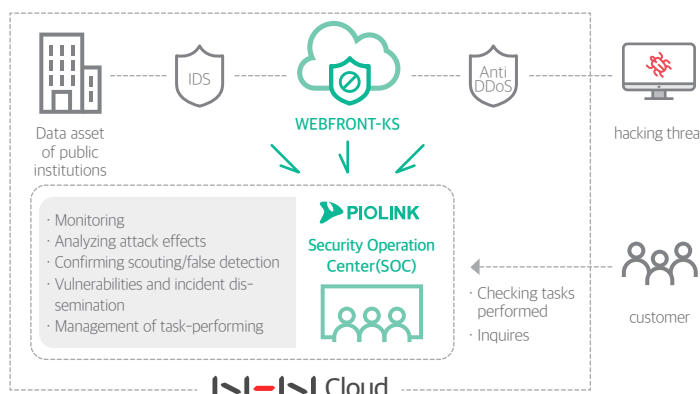 IDS
Anti
DDoS
WEBFRONT-KS
Data asset
of public
institutions
hacking threa
PIOLINK
Security Operation
Center(SOC)
· Monitoring
· Analyzing attack effects
· Confirming scouting/false detection
· Vulnerabilities and incident dis-
semination
· Management of task-performing
· Checking tasks
performed
· Inquires
customer
Cloud